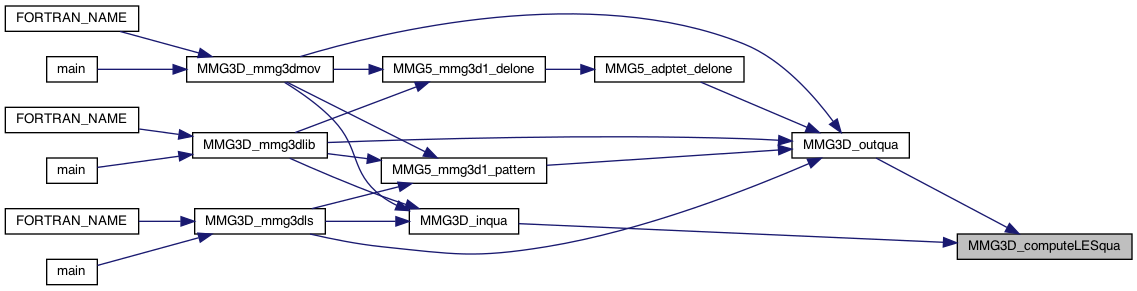 FORTRAN_NAME
main
MMG3D_mmg3dmov
MMG5_mmg3d1_delone
MMG5_adptet_delone
FORTRAN_NAME
MMG3D_mmg3dlib
MMG3D_outqua
main
MMG5_mmg3d1_pattern
FORTRAN_NAME
MMG3D_mmg3dls
MMG3D_inqua
MMG3D_computeLESqua
main